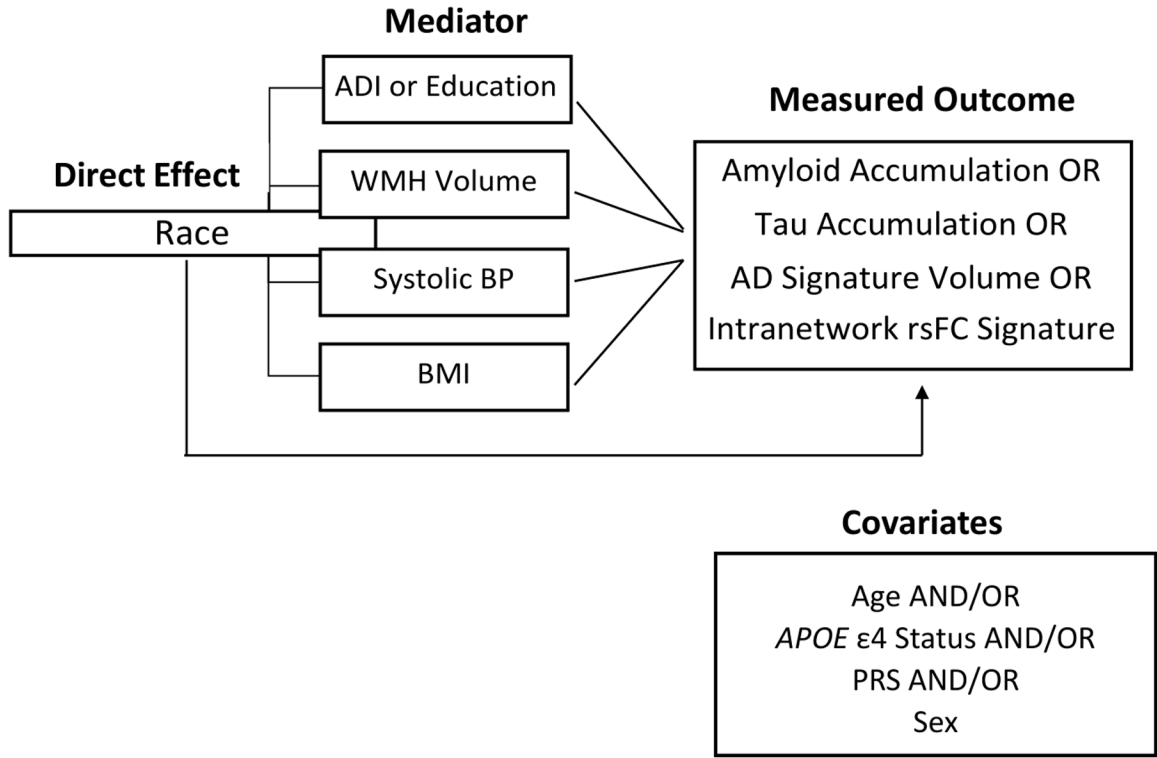 Mediator
ADI or Education
Measured Outcome
Direct Effect
WMH Volume
Race
Systolic BP
BMI
Amyloid Accumulation OR
Tau Accumulation OR
AD Signature Volume OR
Intranetwork rsFC Signature
Covariates
Age AND/OR
APOE ε4 Status AND/OR
PRS AND/OR
Sex